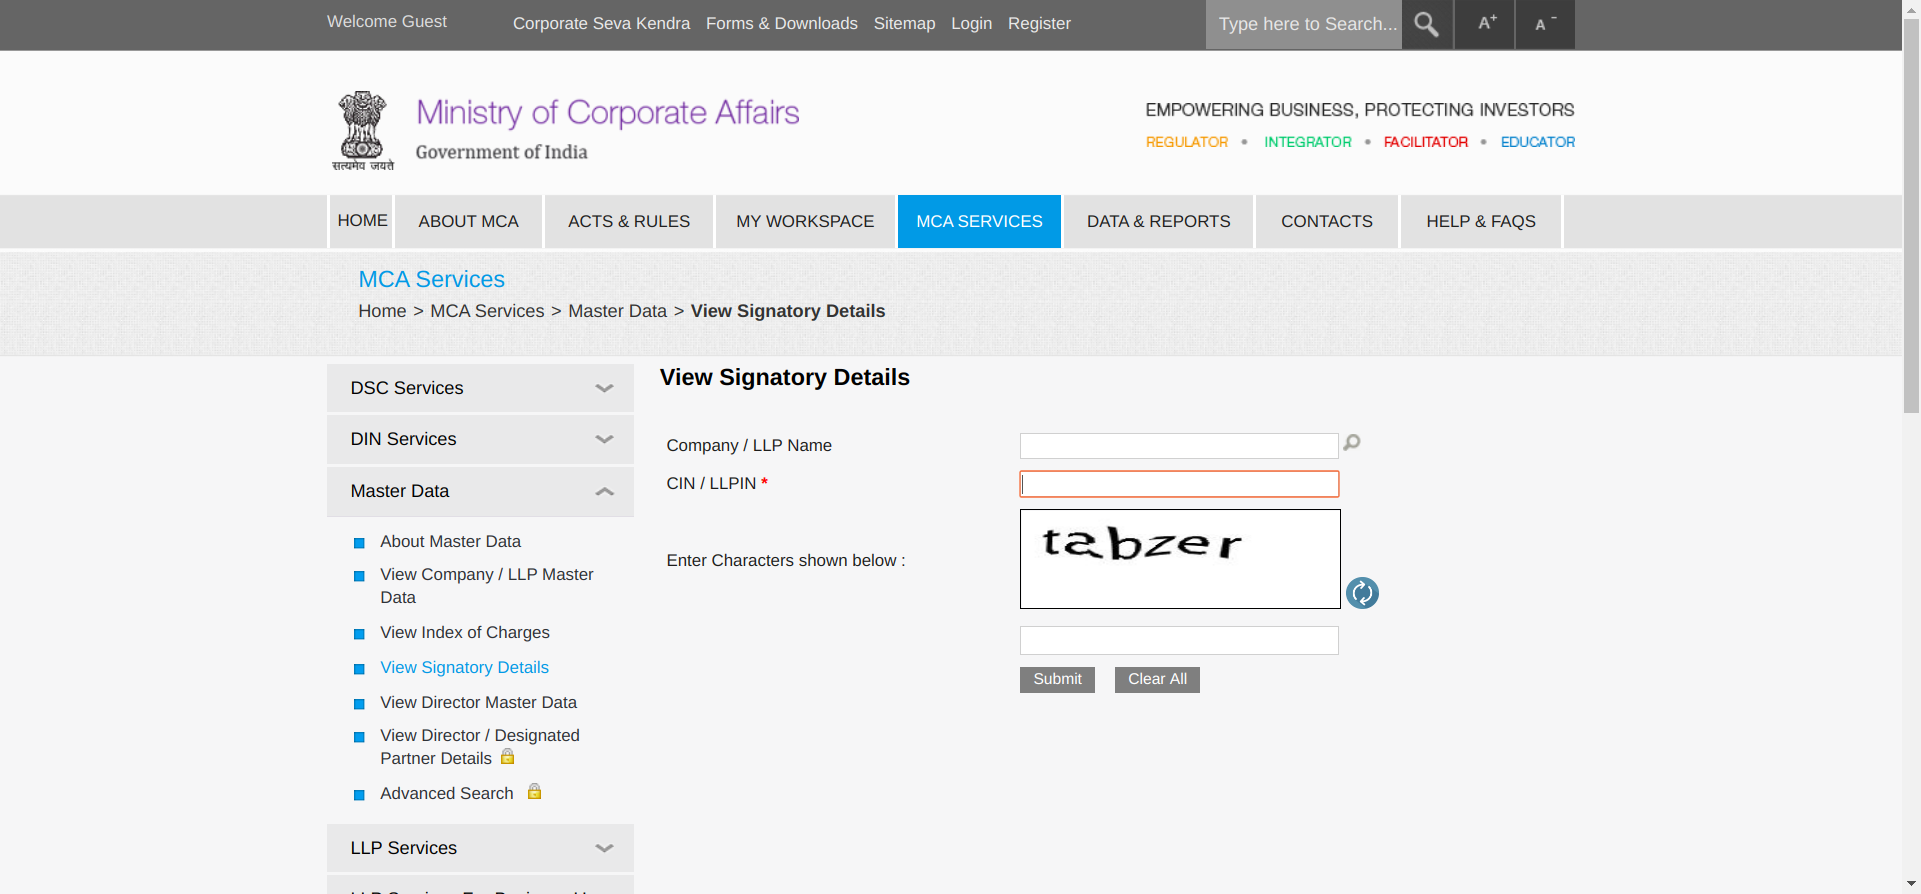 Welcome Guest
Corporate Seva Kendra Forms & Downloads Sitemap Login Register
Type here to Search...
A+ A-
सत्यमेव जयते
Ministry of Corporate Affairs
Government of India
EMPOWERING BUSINESS, PROTECTING INVESTORS
REGULATOR • INTEGRATOR • FACILITATOR • EDUCATOR
HOME ABOUT MCA ACTS & RULES MY WORKSPACE MCA SERVICES DATA & REPORTS CONTACTS HELP & FAQS
MCA Services
Home > MCA Services > Master Data > View Signatory Details
DSC Services
DIN Services
Master Data
About Master Data
View Company / LLP Master
Data
View Index of Charges
View Signatory Details
View Director Master Data
View Director / Designated
Partner Details
Advanced Search
LLP Services
View Signatory Details
Company / LLP Name
CIN / LLPIN *
Enter Characters shown below :
tabzer
Submit Clear All